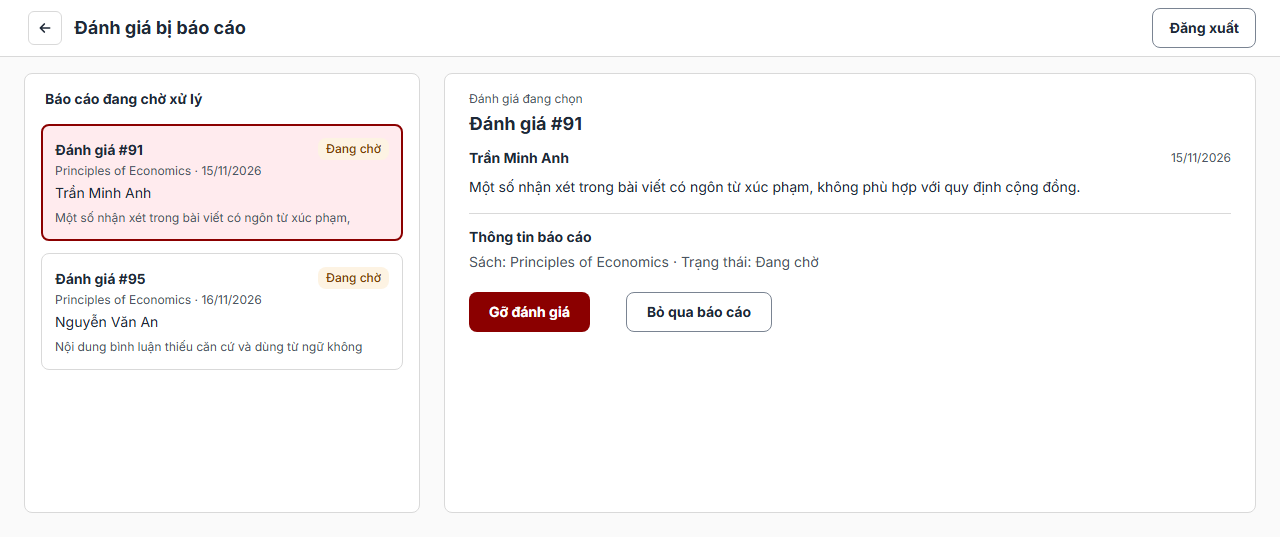 Đánh giá bị báo cáo
Đăng xuất
Báo cáo đang chờ xử lý
Đánh giá #91
Đang chờ
Principles of Economics · 15/11/2026
Trần Minh Anh
Một số nhận xét trong bài viết có ngôn từ xúc phạm,
Đánh giá #95
Đang chờ
Principles of Economics · 16/11/2026
Nguyễn Văn An
Nội dung bình luận thiếu căn cứ và dùng từ ngữ không
Đánh giá đang chọn
Đánh giá #91
Trần Minh Anh
15/11/2026
Một số nhận xét trong bài viết có ngôn từ xúc phạm, không phù hợp với quy định cộng đồng.
Thông tin báo cáo
Sách: Principles of Economics · Trạng thái: Đang chờ
Gỡ đánh giá
Bỏ qua báo cáo